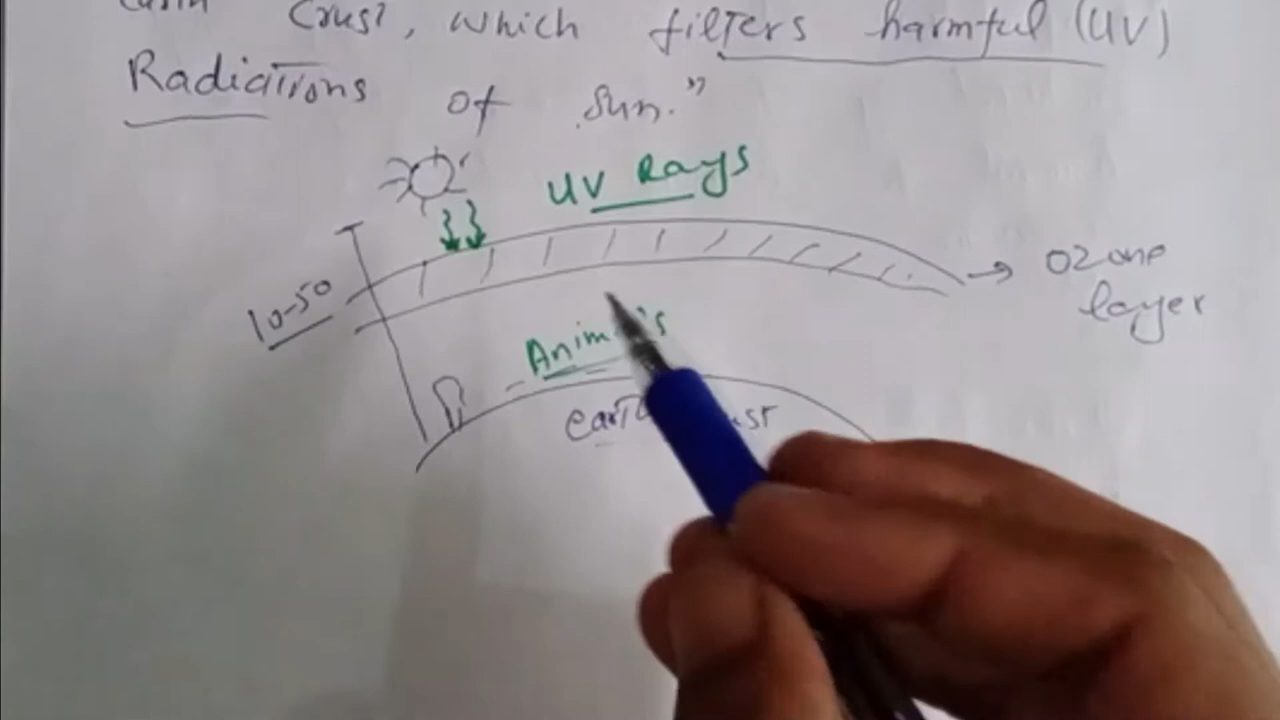 Crust, which filters harmful (UV)
Radiations of Sun."
UV Rays
10-50
Ozone
layer